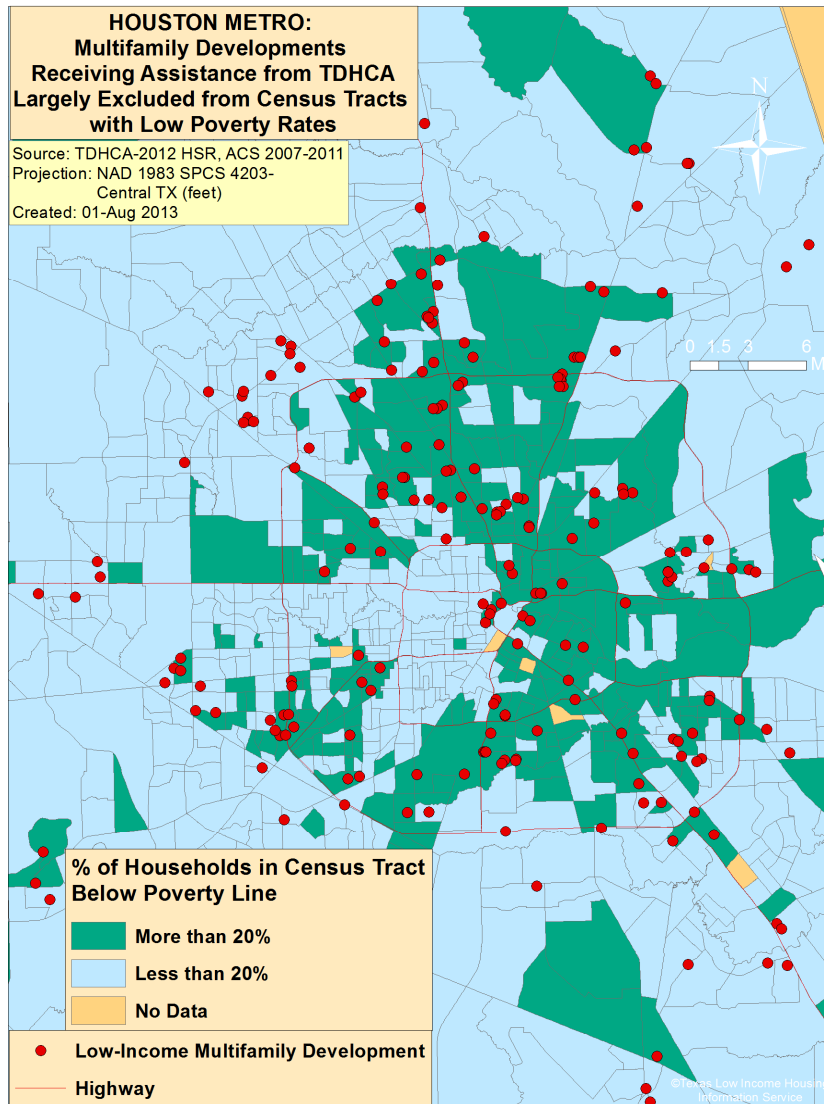 HOUSTON METRO:
Multifamily Developments
Receiving Assistance from TDHCA
Largely Excluded from Census Tracts
with Low Poverty Rates
Source: TDHCA-2012 HSR, ACS 2007-2011
Projection: NAD 1983 SPCS 4203-
Central TX (feet)
Created: 01-Aug 2013
N
0 1.5 3 6
M
% of Households in Census Tract
Below Poverty Line
More than 20%
Less than 20%
No Data
Low-Income Multifamily Development
Highway
©Texas Low Income Housing
Information Service